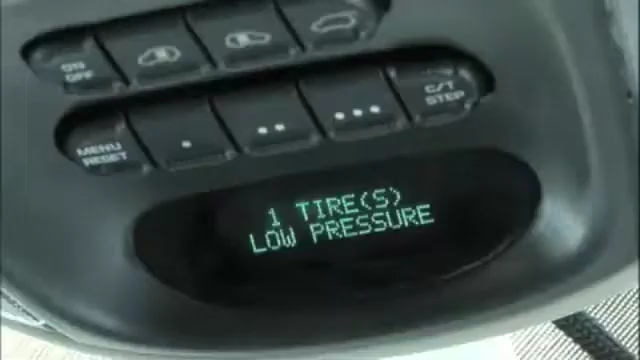 ON
OFF
MENU
RESET
C/T
STEP
1 TIRE(S)
LOW PRESSURE